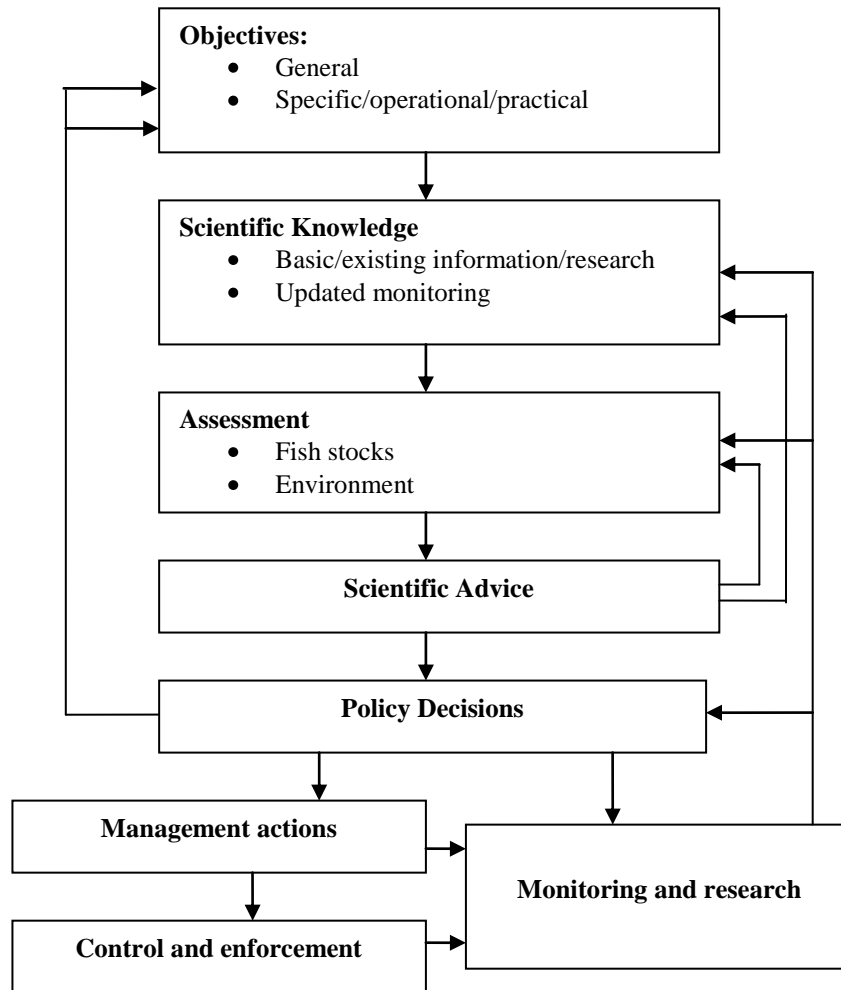 Objectives:
• General
• Specific/operational/practical
Scientific Knowledge
• Basic/existing information/research
• Updated monitoring
Assessment
• Fish stocks
• Environment
Scientific Advice
Policy Decisions
Management actions
Monitoring and research
Control and enforcement